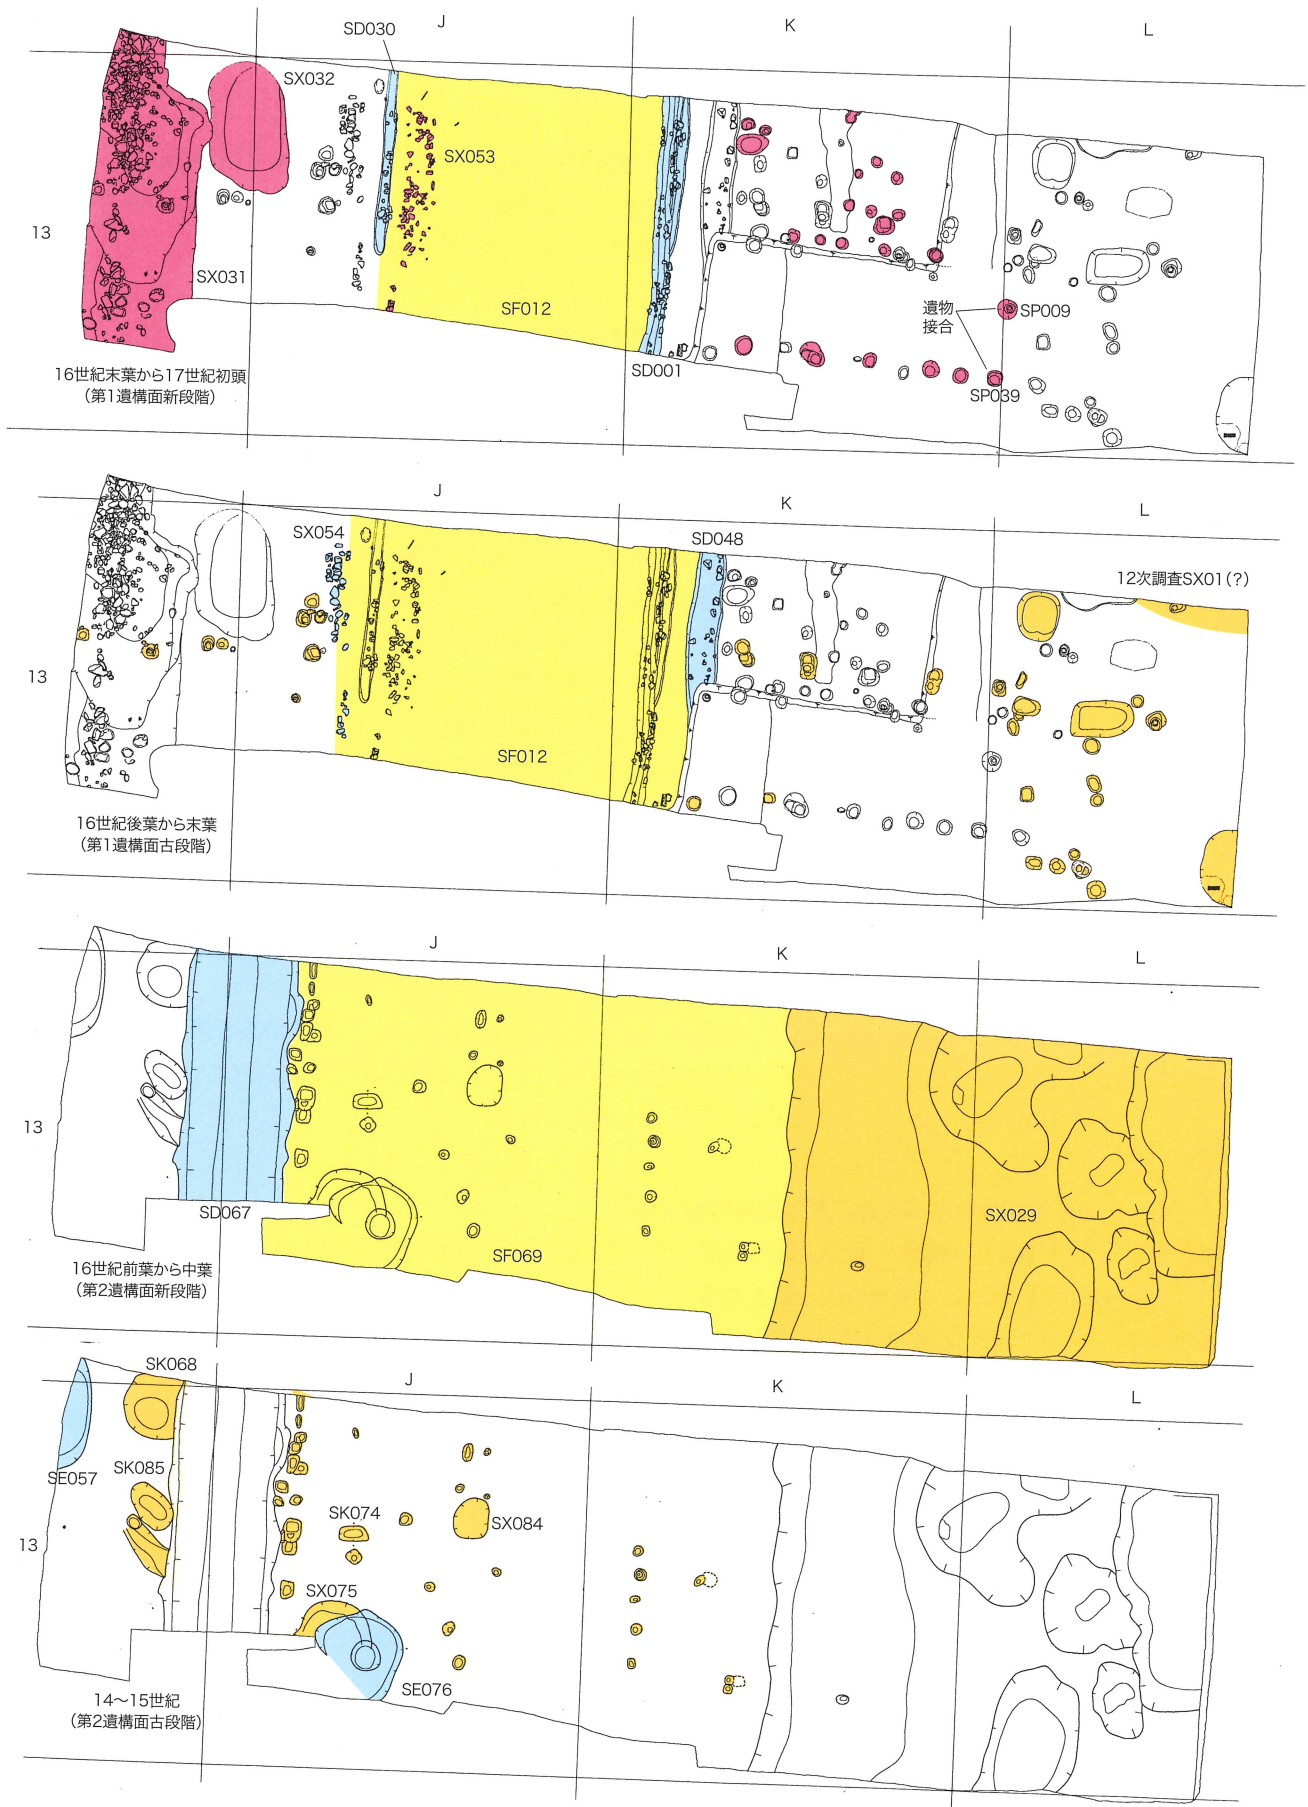 J
K
L
SD030
SX032
SX053
13
SX031
SF012
遺物
接合
SP009
SD001
SP039
16世紀末葉から17世紀初頭
(第1遺構面新段階)
J
K
L
SX054
SD048
12次調査SX01(?)
13
SF012
16世紀後葉から末葉
(第1遺構面古段階)
J
K
L
13
SD067
SX029
SF069
16世紀前葉から中葉
(第2遺構面新段階)
SK068
J
K
L
SE057
SK085
SK074
SX084
13
SX075
SE076
14～15世紀
(第2遺構面古段階)